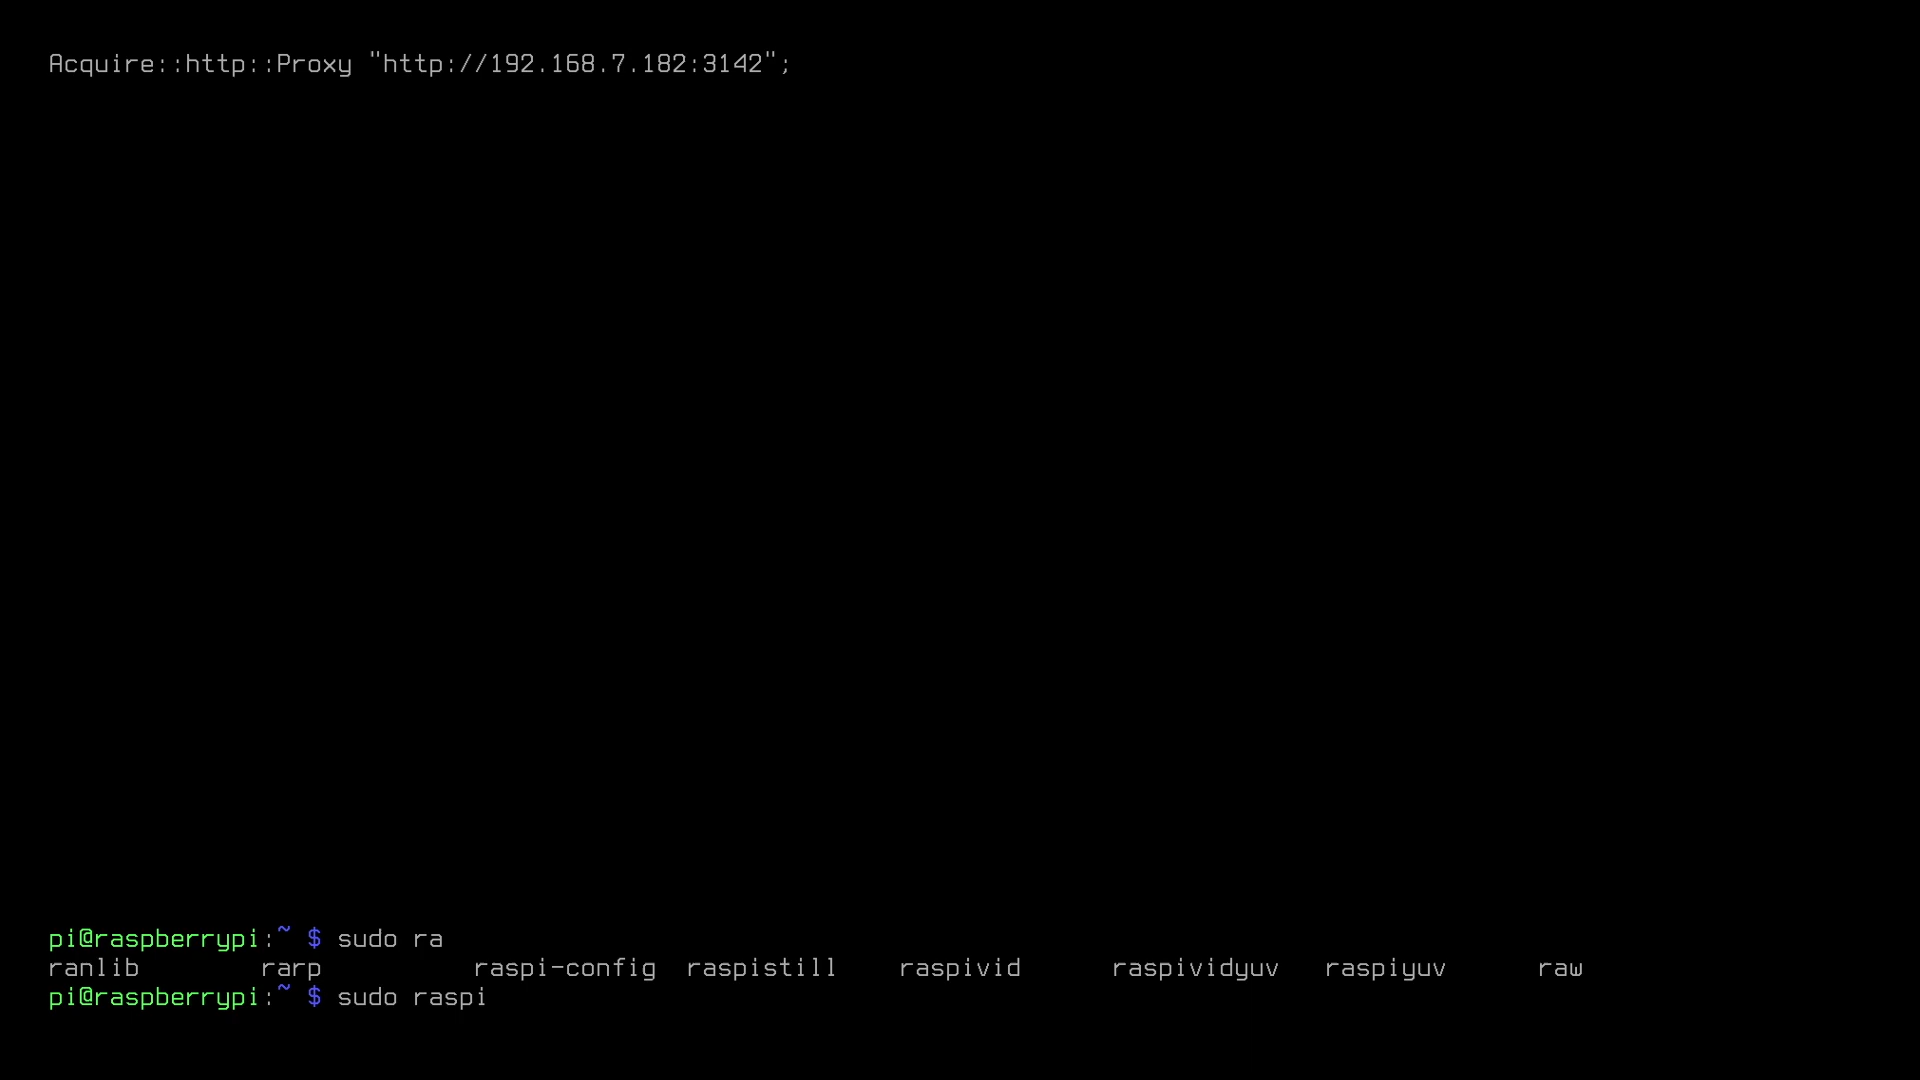 Acquire::http::Proxy "http://192.168.7.182:3142";
pi@raspberrypi:~ $ sudo ra
ranlib rarp raspi-config raspistill raspivid raspividyuv raspiyuv raw
pi@raspberrypi:~ $ sudo raspi